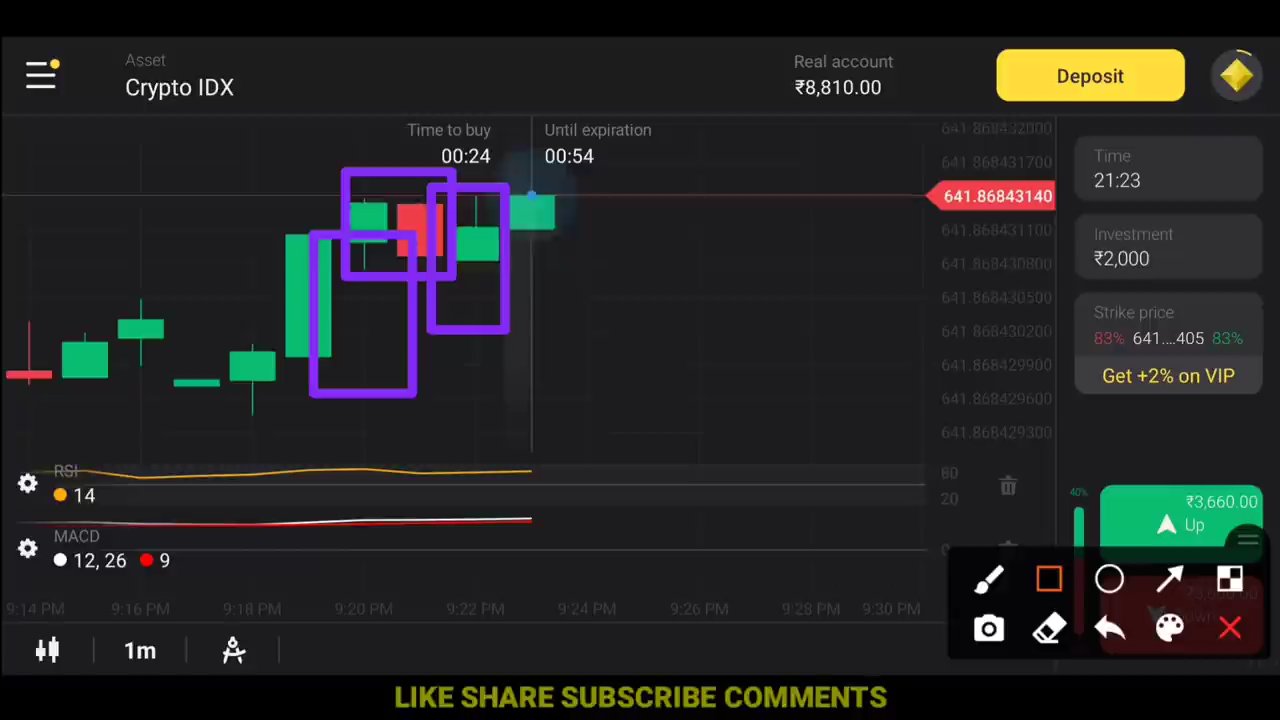 Asset
Crypto IDX
Real account
₹8,810.00
Deposit
Time to buy
00:24
Until expiration
00:54
641.868432000
641.868431700
641.86843140
641.868431100
641.868430800
641.868430500
641.868430200
641.868429900
641.868429600
641.868429300
Time
21:23
Investment
₹2,000
Strike price
83% 641....405 83%
Get +2% on VIP
RSI
14
80
20
MACD
12, 26
9
0
40%
₹3,660.00
Up
9:14 PM
9:16 PM
9:18 PM
9:20 PM
9:22 PM
9:24 PM
9:26 PM
9:28 PM
9:30 PM
1m
LIKE SHARE SUBSCRIBE COMMENTS